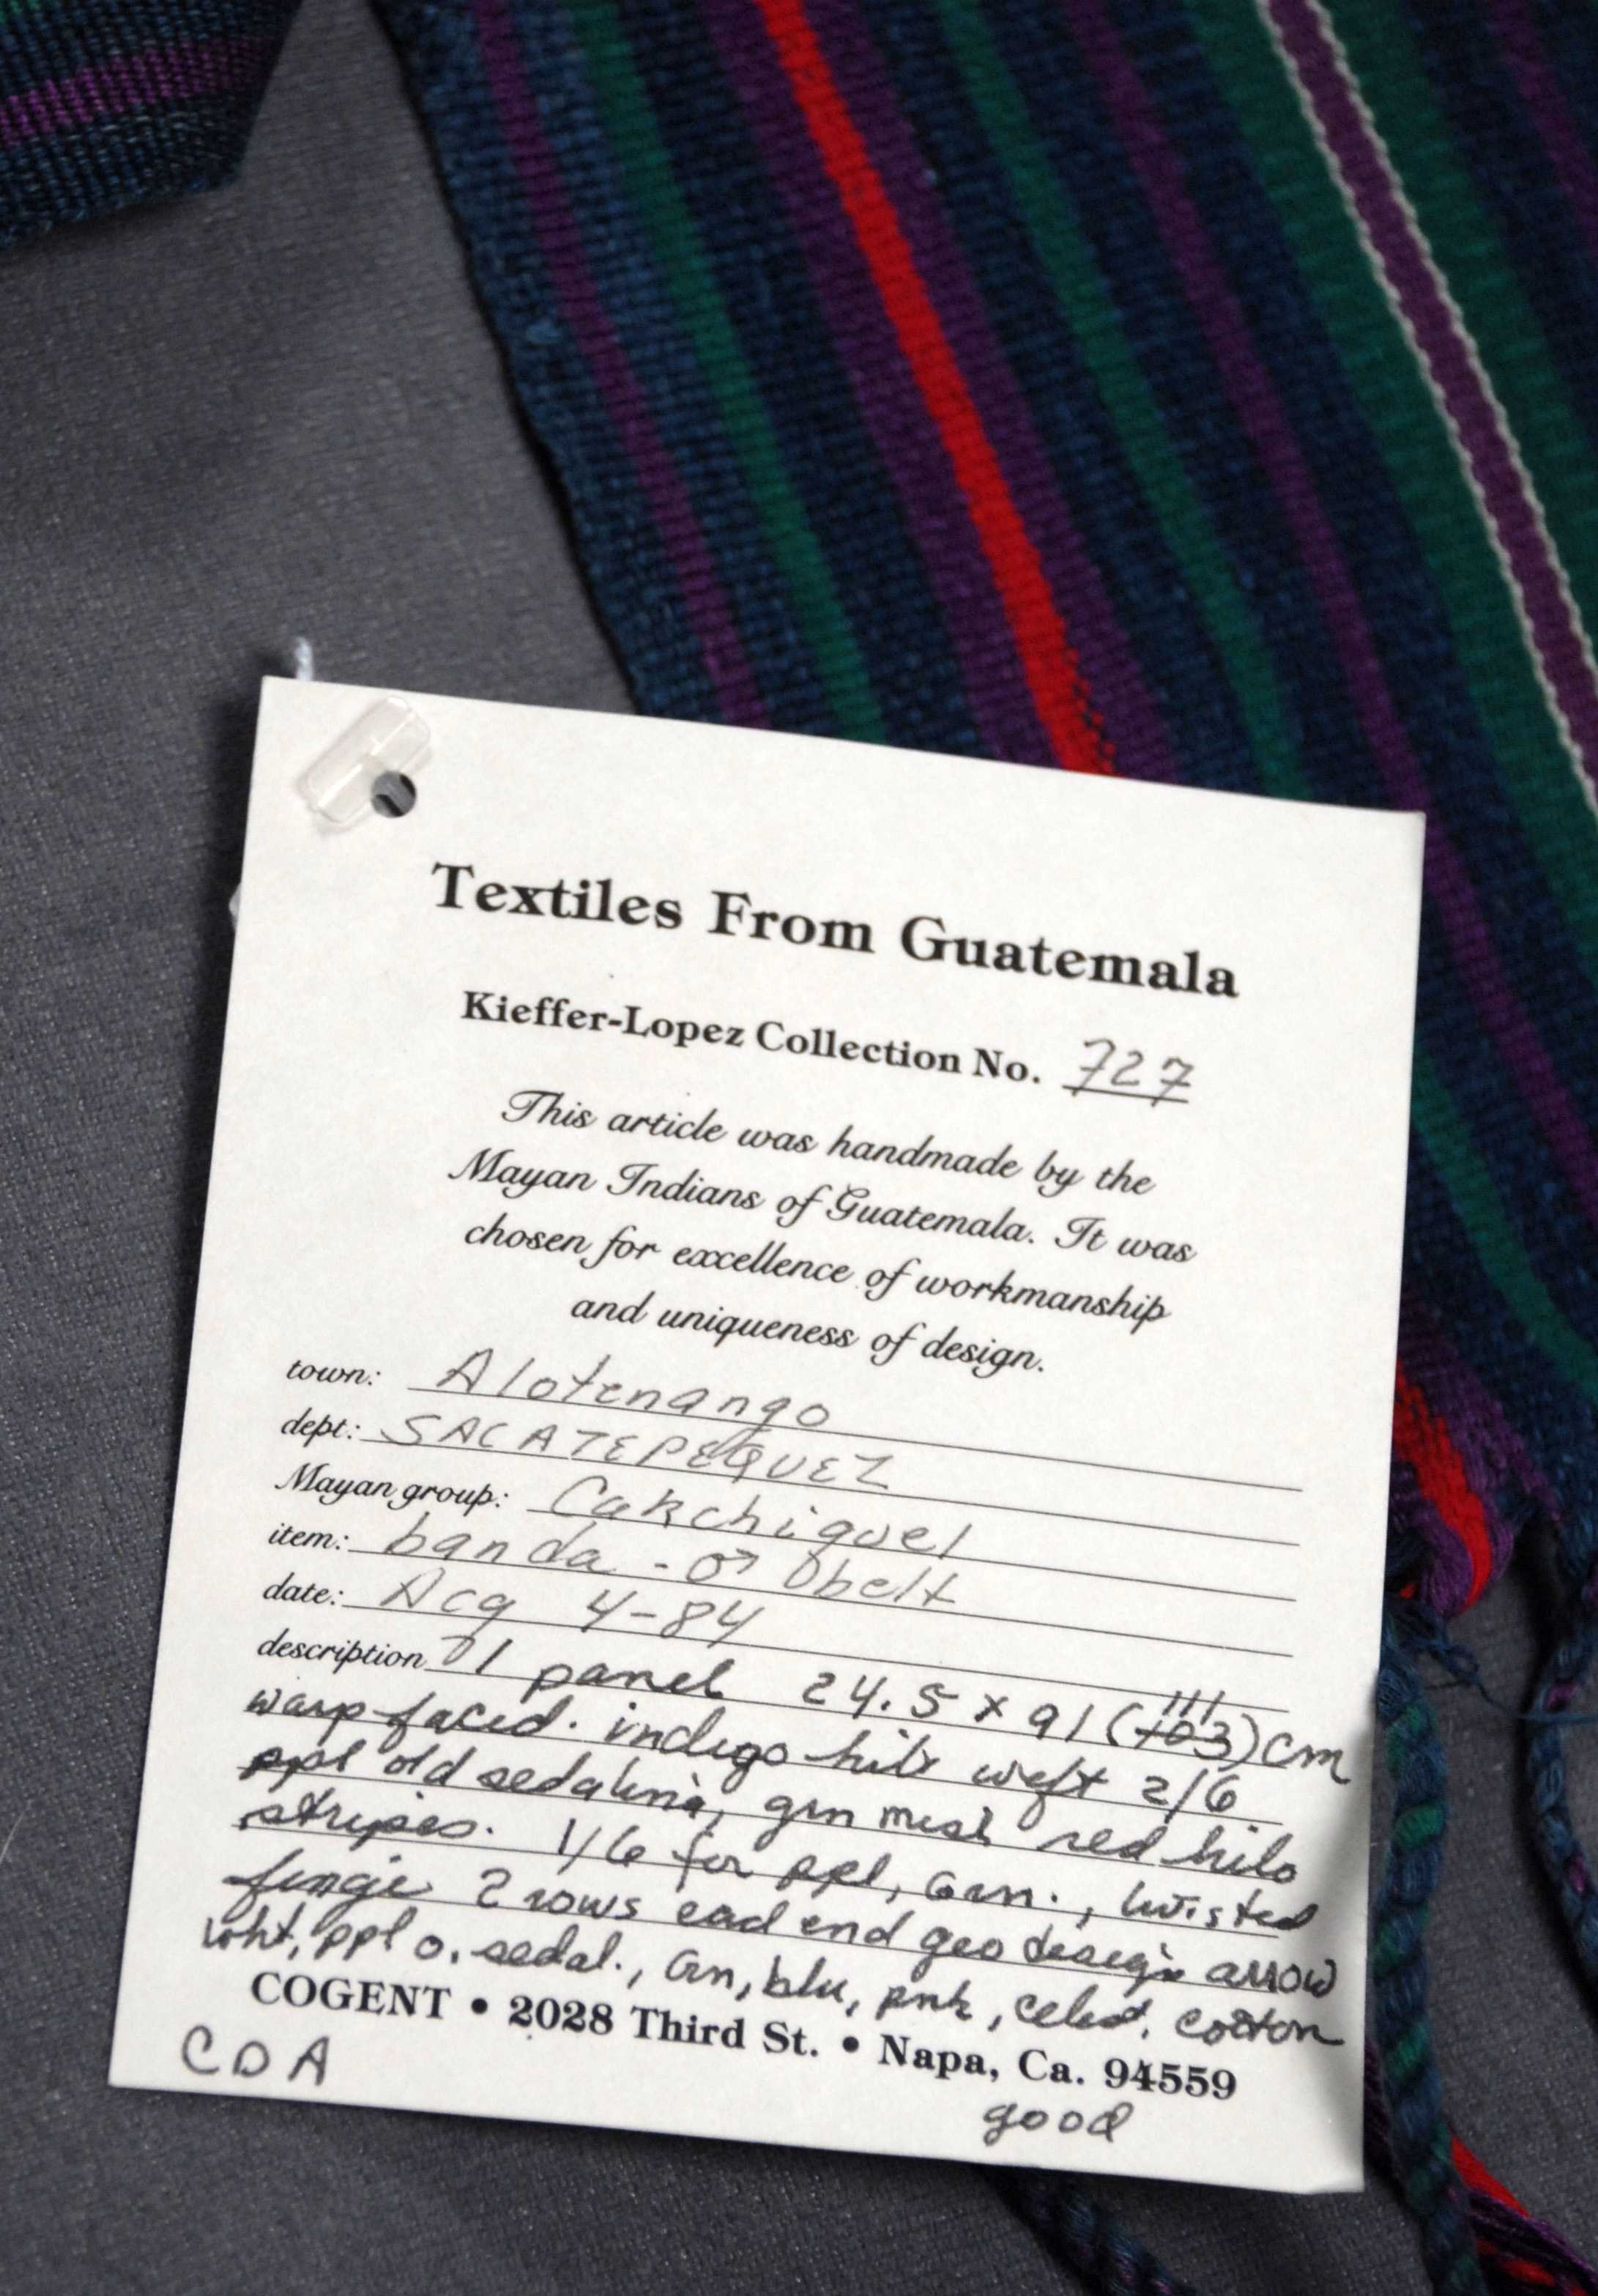 Textiles From Guatemala
Kieffer-Lopez Collection No. 727
This article was handmade by the
Mayan Indians of Guatemala. It was
chosen for excellence of workmanship
and uniqueness of design.
town: Alotenango
dept: SACATEPEQUEZ
Mayan group: Cakchiquel
item: banda - ♂ belt
date: Acq 4-84
description 1 panel 24.5 x 91 (103) cm
111
warp-faced. indigo hilo weft 2/6
ppl old sedalina, grn mish red hilo
stripes. 1/6 for ppl, Grn., twisted
fringe 2 rows ead end geo design arrow
wht, ppl o. sedal., Grn, blu, pnk, celest. cotton
COGENT • 2028 Third St. • Napa, Ca. 94559
CDA
good